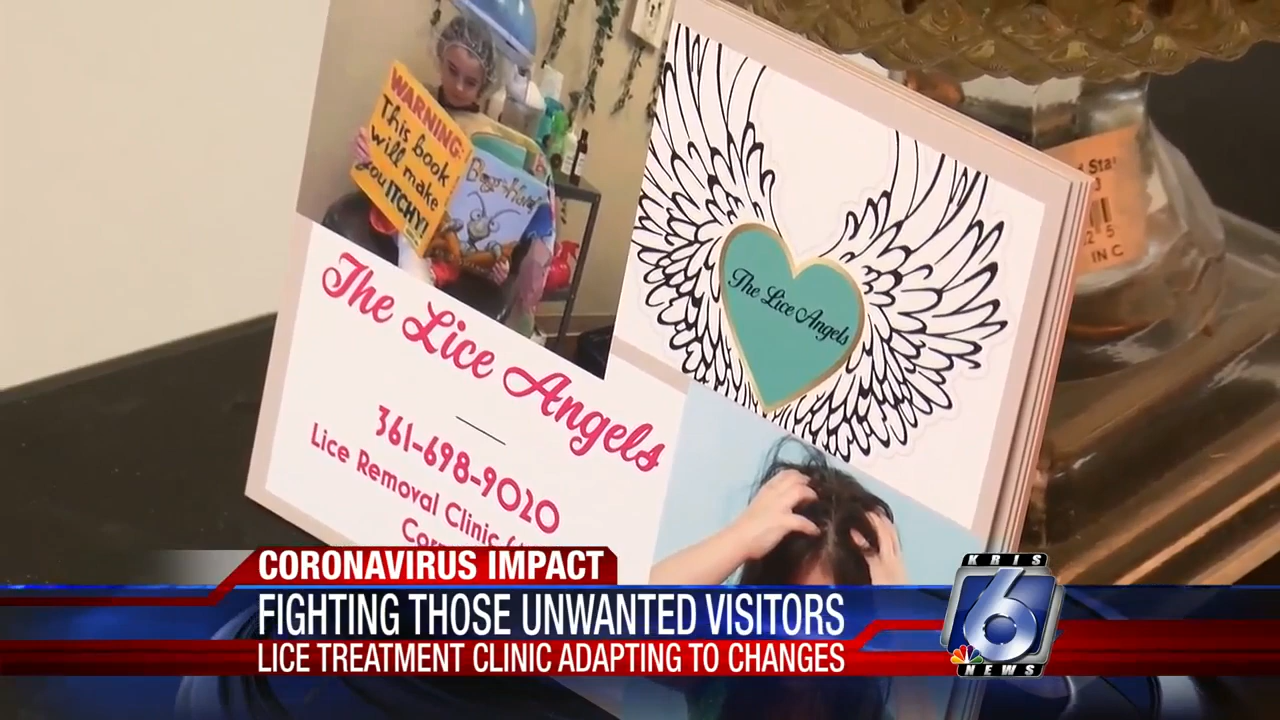 WARNING:
This book
will make
you ITCHY!
The Lice Angels
The Lice Angels
361-698-9020
Lice Removal Clinic
IN C
CORONAVIRUS IMPACT
FIGHTING THOSE UNWANTED VISITORS
LICE TREATMENT CLINIC ADAPTING TO CHANGES
KRIS
6
NEWS